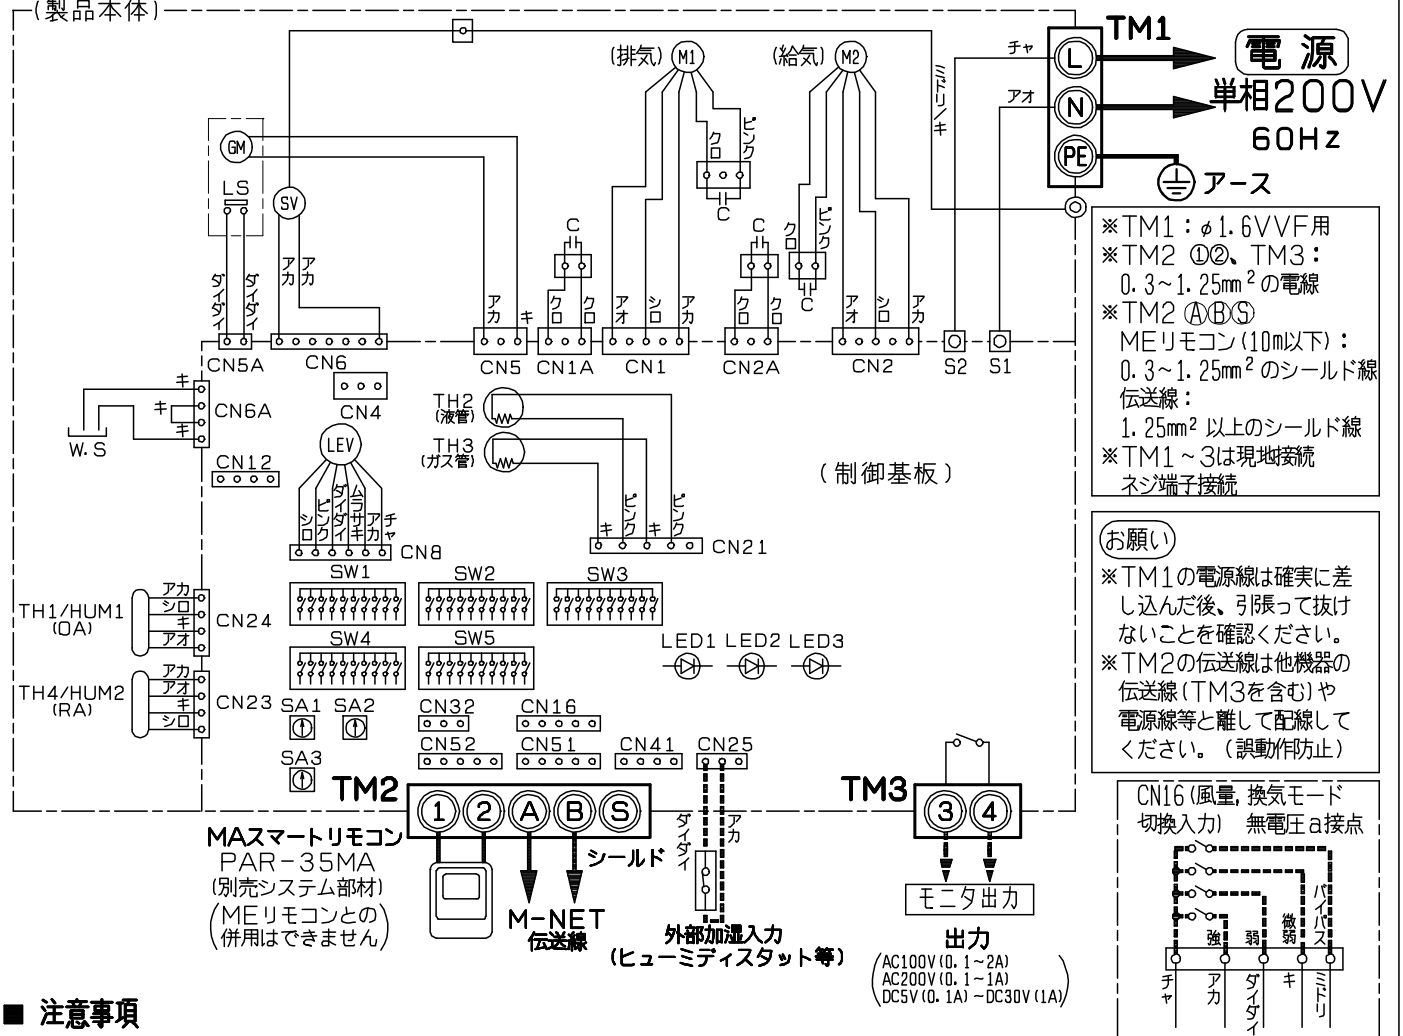 (製品本体)
TM1
L
N
PE
電源
単相200V
60Hz
アース
チャ
アオ
ミドリ/キ
(排気)
M1
(給気)
M2
GM
LS
SV
C
C
C
C
クロ
ピンク
クロ
ピンク
ダイダイ
ダイダイ
アカ
アカ
アカ
キ
クロ
クロ
アオ
シロ
アカ
クロ
クロ
アオ
シロ
アカ
CN5A
CN6
CN5
CN1A
CN1
CN2A
CN2
S2
S1
キ
キ
キ
CN6A
W.S
CN4
CN12
LEV
シロ
ピンク
ダイダイ
ムラサキ
アカ
チャ
CN8
TH2
(液管)
TH3
(ガス管)
キ
ピンク
キ
ピンク
CN21
(制御基板)
※TM1:φ1.6VVF用
※TM2 ①②、TM3:
0.3~1.25mm²の電線
※TM2 ⒶⒷⓈ
MEリモコン(10m以下):
0.3~1.25mm²のシールド線
伝送線:
1.25mm²以上のシールド線
※TM1~3は現地接続
ネジ端子接続
お願い
※TM1の電源線は確実に差
し込んだ後、引張って抜け
ないことを確認ください。
※TM2の伝送線は他機器の
伝送線(TM3を含む)や
電源線等と離して配線して
ください。(誤動作防止)
SW1
SW2
SW3
SW4
SW5
TH1/HUM1
(OA)
アカ
シロ
キ
アオ
CN24
TH4/HUM2
(RA)
アカ
アオ
キ
シロ
CN23
LED1
LED2
LED3
SA1
SA2
SA3
CN32
CN16
CN52
CN51
CN41
CN25
TM2
1
2
A
B
S
TM3
3
4
MAスマートリモコン
PAR-35MA
(別売システム部材)
(MEリモコンとの
併用はできません)
シールド
M-NET
伝送線
ダイダイ
アカ
外部加湿入力
(ヒューミディスタット等)
モニタ出力
出力
(AC100V(0.1~2A)
AC200V(0.1~1A)
DC5V(0.1A)~DC30V(1A))
CN16(風量,換気モード
切換入力) 無電圧a接点
強
弱
微弱
バイパス
チャ
アカ
ダイダイ
キ
ミドリ
■ 注意事項